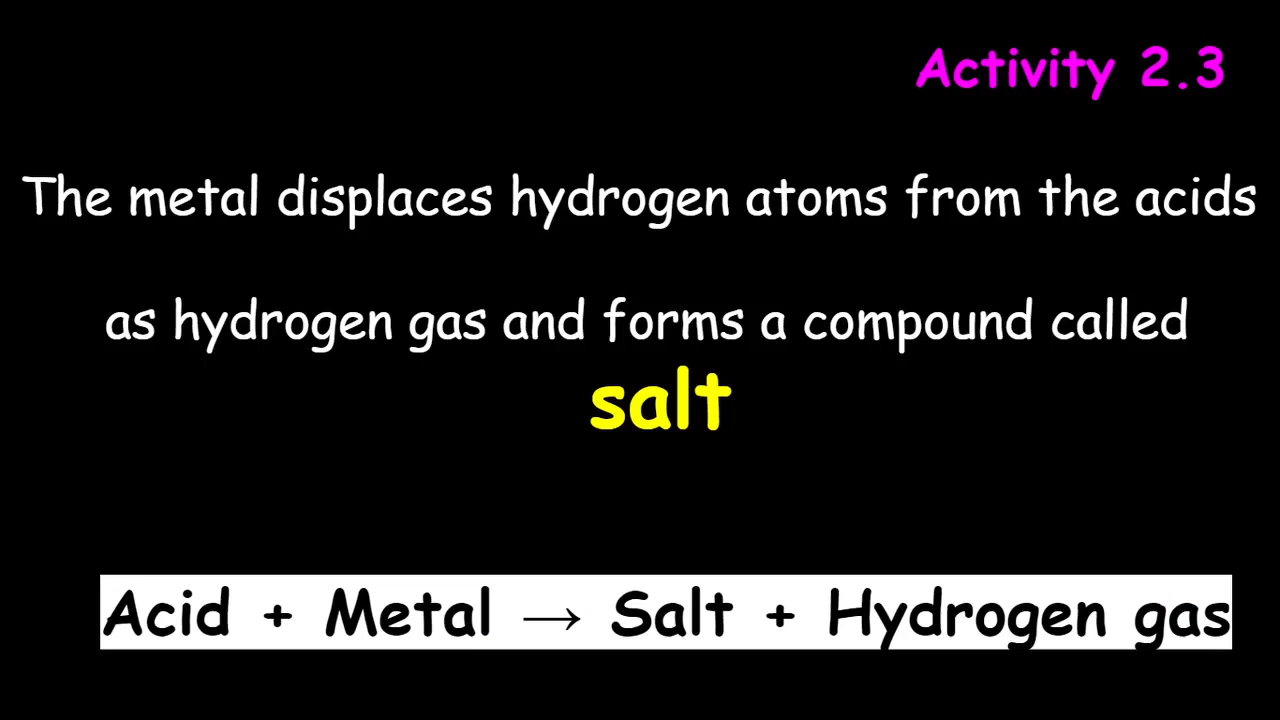 Activity 2.3
The metal displaces hydrogen atoms from the acids
as hydrogen gas and forms a compound called
salt
Acid + Metal → Salt + Hydrogen gas